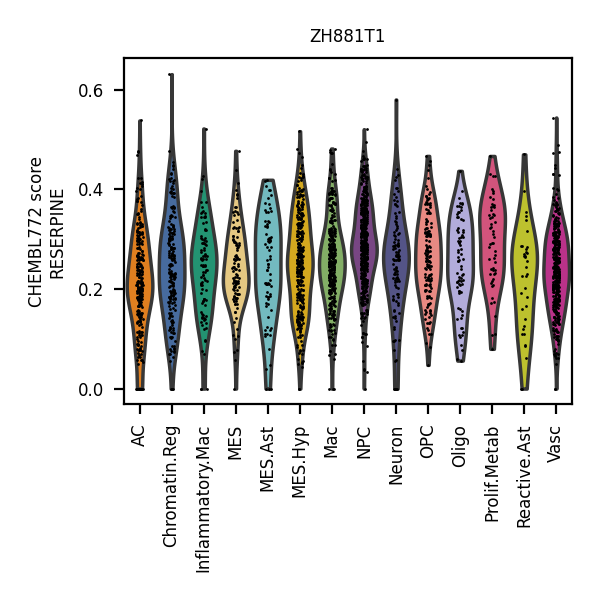 ZH881T1
CHEMBL772 score
RESERPINE
0.6
0.4
0.2
0.0
AC
Chromatin.Reg
Inflammatory.Mac
MES
MES.Ast
MES.Hyp
Mac
NPC
Neuron
OPC
Oligo
Prolif.Metab
Reactive.Ast
Vasc